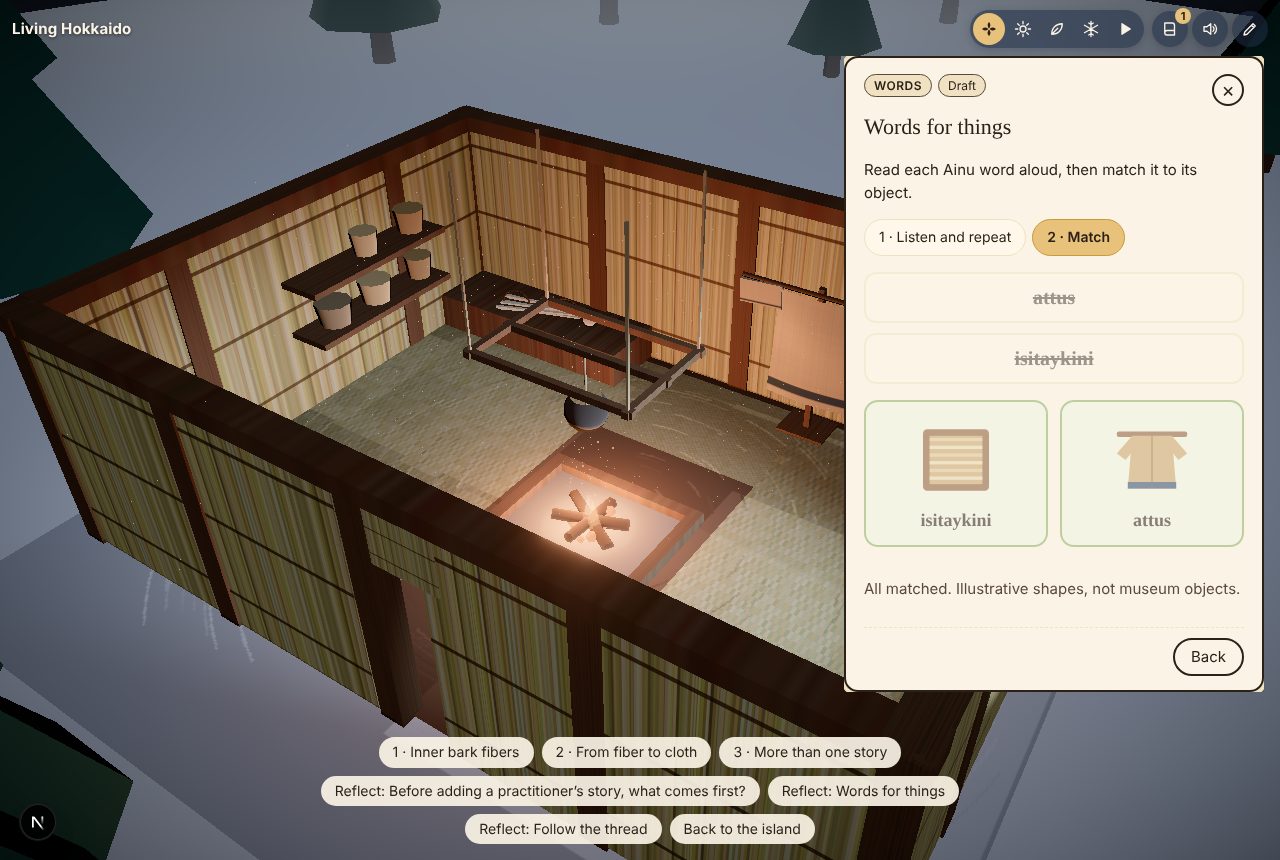 Living Hokkaido
1
WORDS
Draft
Words for things
Read each Ainu word aloud, then match it to its
object.
1 · Listen and repeat
2 · Match
attus
isitaykini
isitaykini
attus
All matched. Illustrative shapes, not museum objects.
Back
1 · Inner bark fibers
2 · From fiber to cloth
3 · More than one story
Reflect: Before adding a practitioner’s story, what comes first?
Reflect: Words for things
Reflect: Follow the thread
Back to the island
N